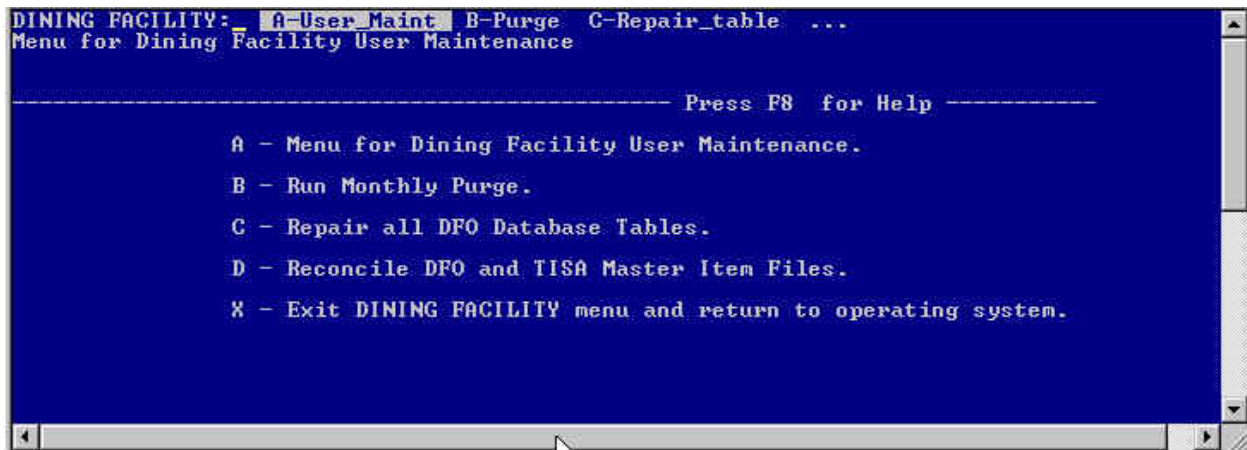 DINING FACILITY:_ A-User_Maint B-Purge C-Repair_table ...
Menu for Dining Facility User Maintenance
------------------------------------------------ Press F8 for Help -----------
A - Menu for Dining Facility User Maintenance.
B - Run Monthly Purge.
C - Repair all DFO Database Tables.
D - Reconcile DFO and TISA Master Item Files.
X - Exit DINING FACILITY menu and return to operating system.